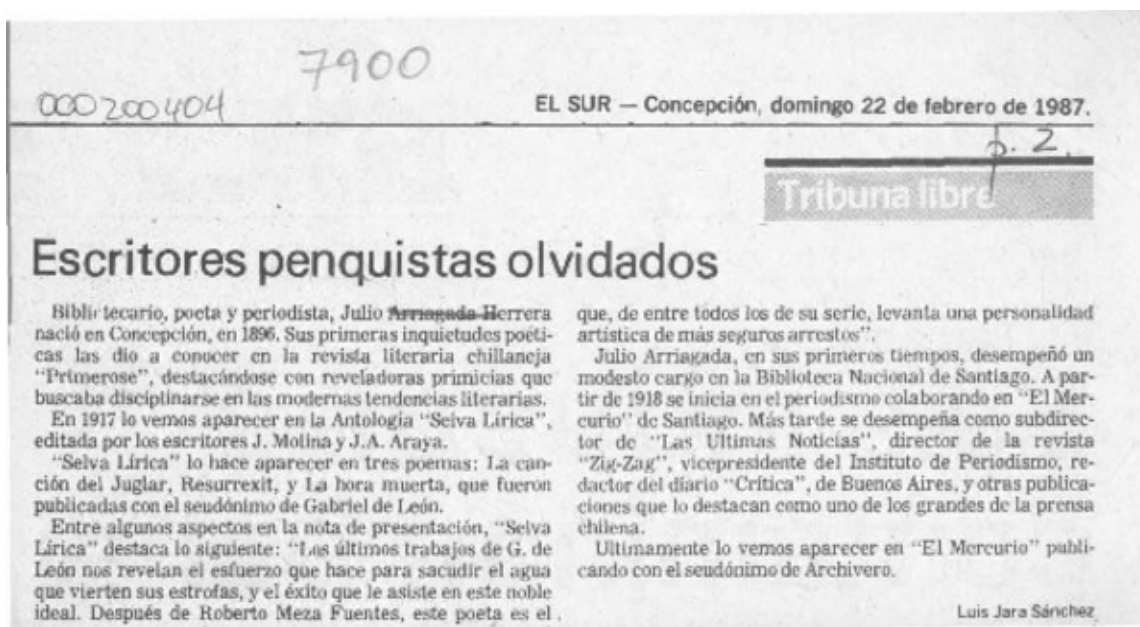 7900
000200404
EL SUR — Concepción, domingo 22 de febrero de 1987.
p. 2.
Tribuna libre
Escritores penquistas olvidados
Bibliotecario, poeta y periodista, Julio Arriagada Herrera
nació en Concepción, en 1896. Sus primeras inquietudes poéti-
cas las dio a conocer en la revista literaria chillaneja
"Primerose", destacándose con reveladoras primicias que
buscaba disciplinarse en las modernas tendencias literarias.
En 1917 lo vemos aparecer en la Antología "Selva Lírica",
editada por los escritores J. Molina y J.A. Araya.
"Selva Lírica" lo hace aparecer en tres poemas: La can-
ción del Juglar, Resurrexit, y La hora muerta, que fueron
publicadas con el seudónimo de Gabriel de León.
Entre algunos aspectos en la nota de presentación, "Selva
Lírica" destaca lo siguiente: "Los últimos trabajos de G. de
León nos revelan el esfuerzo que hace para sacudir el agua
que vierten sus estrofas, y el éxito que le asiste en este noble
ideal. Después de Roberto Meza Fuentes, este poeta es el
que, de entre todos los de su serie, levanta una personalidad
artística de más seguros arrestos".
Julio Arriagada, en sus primeros tiempos, desempeñó un
modesto cargo en la Biblioteca Nacional de Santiago. A par-
tir de 1918 se inicia en el periodismo colaborando en "El Mer-
curio" de Santiago. Más tarde se desempeña como subdirec-
tor de "Las Ultimas Noticias", director de la revista
"Zig-Zag", vicepresidente del Instituto de Periodismo, re-
dactor del diario "Crítica", de Buenos Aires, y otras publica-
ciones que lo destacan como uno de los grandes de la prensa
chilena.
Ultimamente lo vemos aparecer en "El Mercurio" publi-
cando con el seudónimo de Archivero.
Luis Jara Sánchez